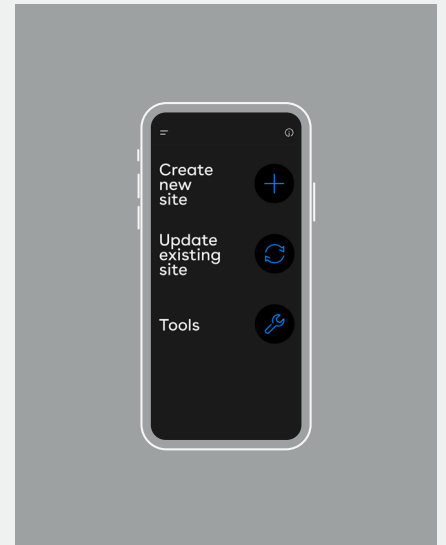 Create
new
site
Update
existing
site
Tools